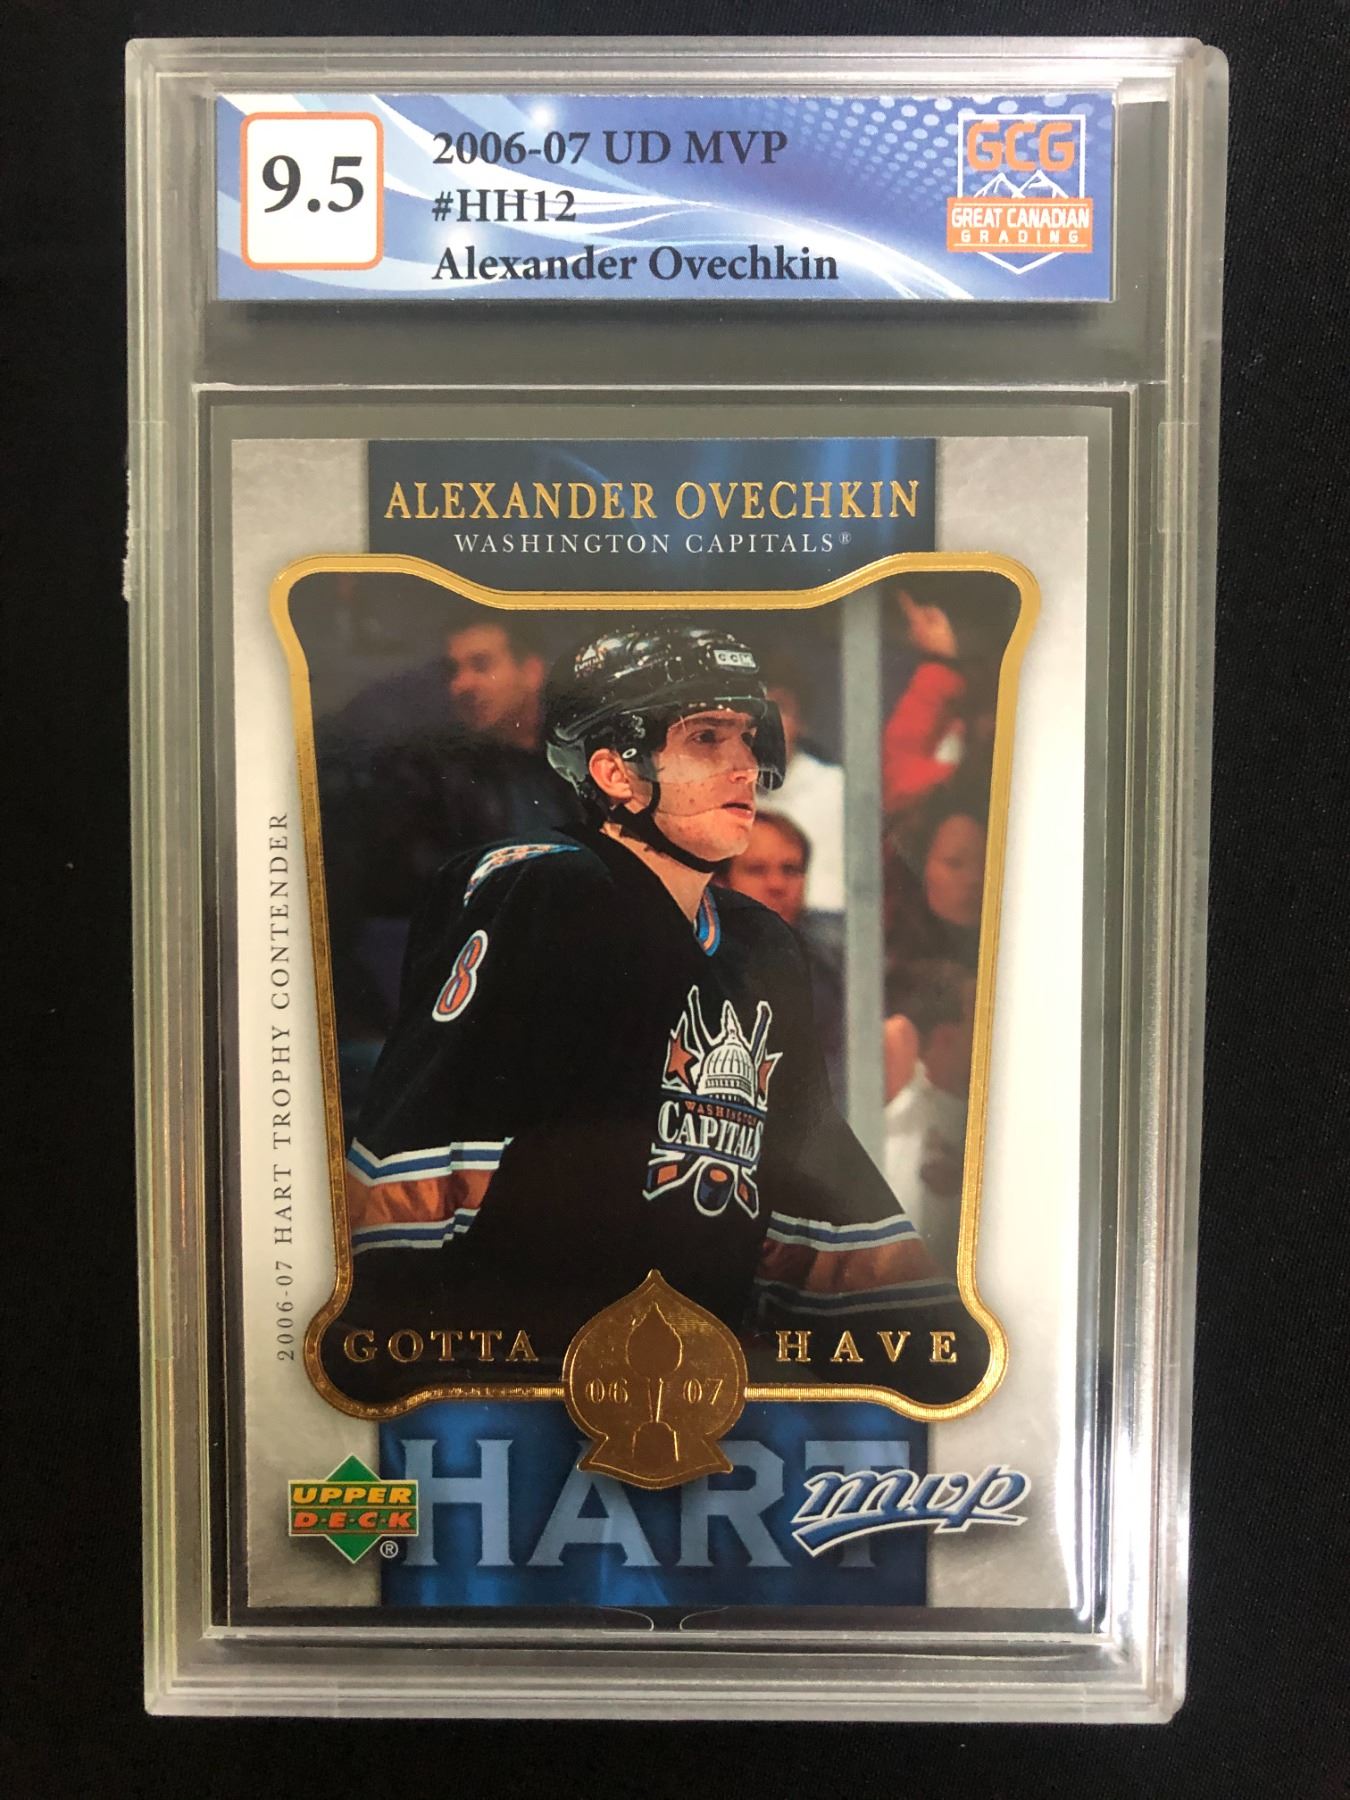 9.5
2006-07 UD MVP
#HH12
Alexander Ovechkin
GCG
GREAT CANADIAN
GRADING
ALEXANDER OVECHKIN
WASHINGTON CAPITALS®
CCM
8
WASHINGTON
CAPITALS
2006-07 HART TROPHY CONTENDER
GOTTA HAVE
06 07
HART
UPPER
D·E·C·K
®
mvp